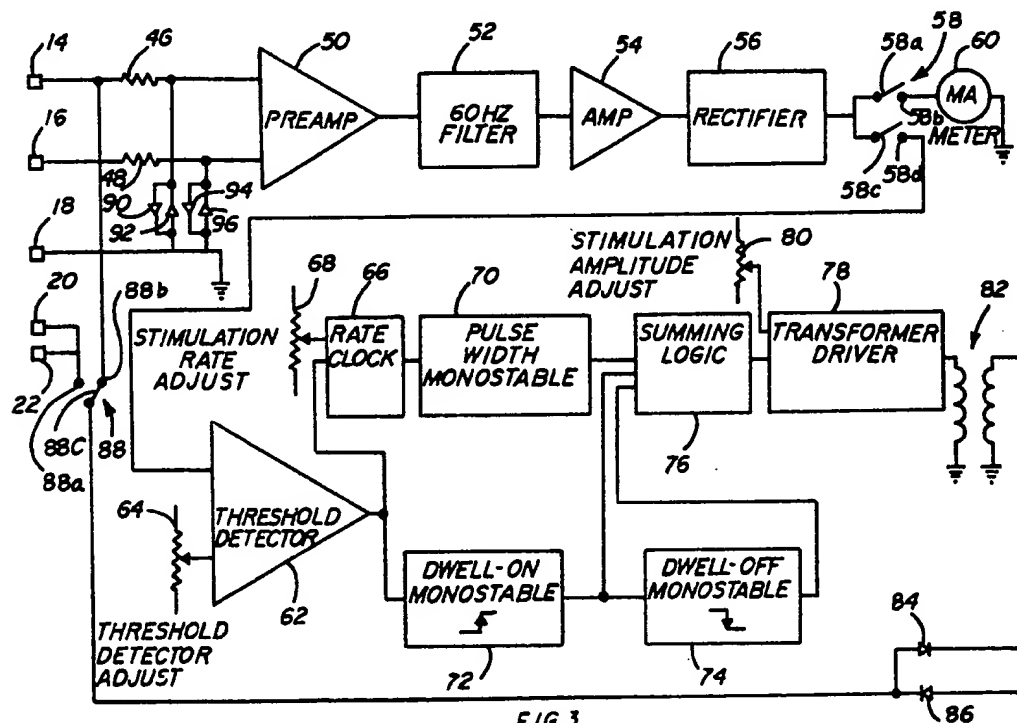 14
46
50
52
54
56
58a
58
60
PREAMP
60HZ
FILTER
AMP
RECTIFIER
MA
58b
METER
58c
58d
16
48
90
92
94
96
18
20
22
88b
88c
88
88a
STIMULATION
RATE
ADJUST
68
66
RATE
CLOCK
70
PULSE
WIDTH
MONOSTABLE
STIMULATION
AMPLITUDE
ADJUST
80
SUMMING
LOGIC
76
78
TRANSFORMER
DRIVER
82
64
THRESHOLD
DETECTOR
62
THRESHOLD
DETECTOR
ADJUST
DWELL-ON
MONOSTABLE
72
DWELL-OFF
MONOSTABLE
74
84
86
FIG 3